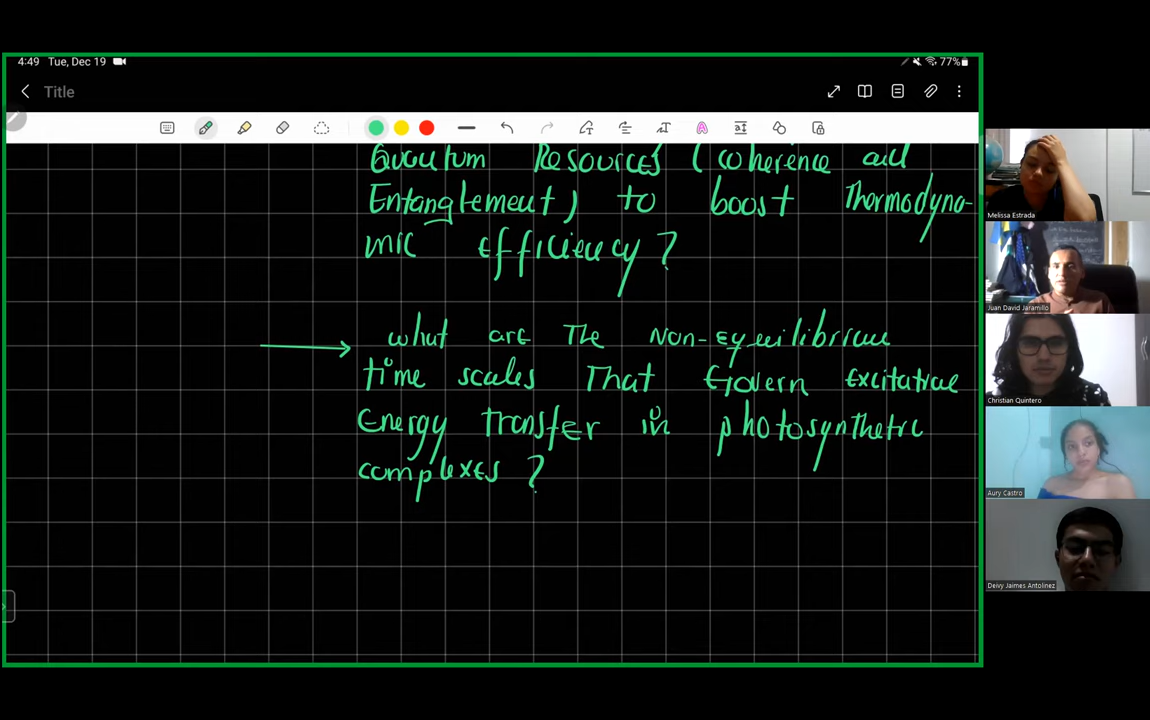 4:49 Tue, Dec 19
77%
Title
Quantum Resources (coherence and
Entanglement) to boost Thermodyna-
mic efficiency?
what are The Non-equilibrium
time scales That Govern Excitation
Energy transfer in photosynthetic
complexes?
Melissa Estrada
Juan David Jaramillo
Christian Quintero
Aury Castro
Deivy Jaimes Antolínez